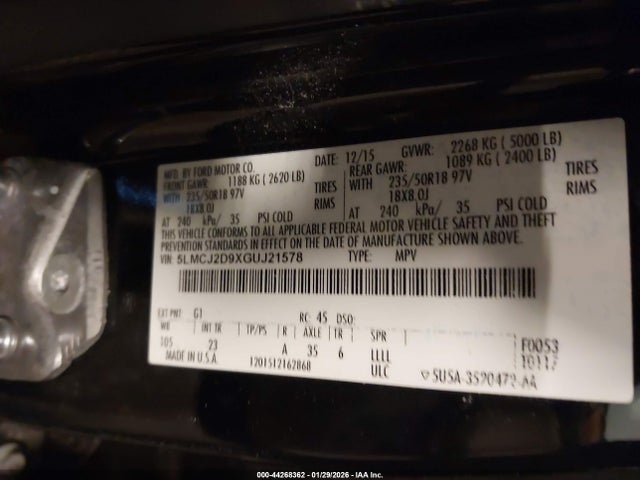 MFD. BY FORD MOTOR CO. DATE: 12/15 GVWR: 2268 KG ( 5000 LB)
FRONT GAWR: 1188 KG ( 2620 LB) REAR GAWR: 1089 KG ( 2400 LB)
WITH 235/50R18 97V TIRES WITH 235/50R18 97V TIRES
18X8.0J RIMS 18X8.0J RIMS
AT 240 kPa/ 35 PSI COLD AT 240 kPa/ 35 PSI COLD
THIS VEHICLE CONFORMS TO ALL APPLICABLE FEDERAL MOTOR VEHICLE SAFETY AND THEFT
PREVENTION STANDARDS IN EFFECT ON THE DATE OF MANUFACTURE SHOWN ABOVE.
VIN: 5LMCJ2D9XGUJ21578 TYPE: MPV
EXT PNT: G1 RC: 45 DSO:
WB INT TR TP/PS R AXLE TR SPR
105 23 A 35 6 LLLL F0053
MADE IN U.S.A. 1201512162868 ULC
000-44268362 - 01/29/2026 - IAA Inc.